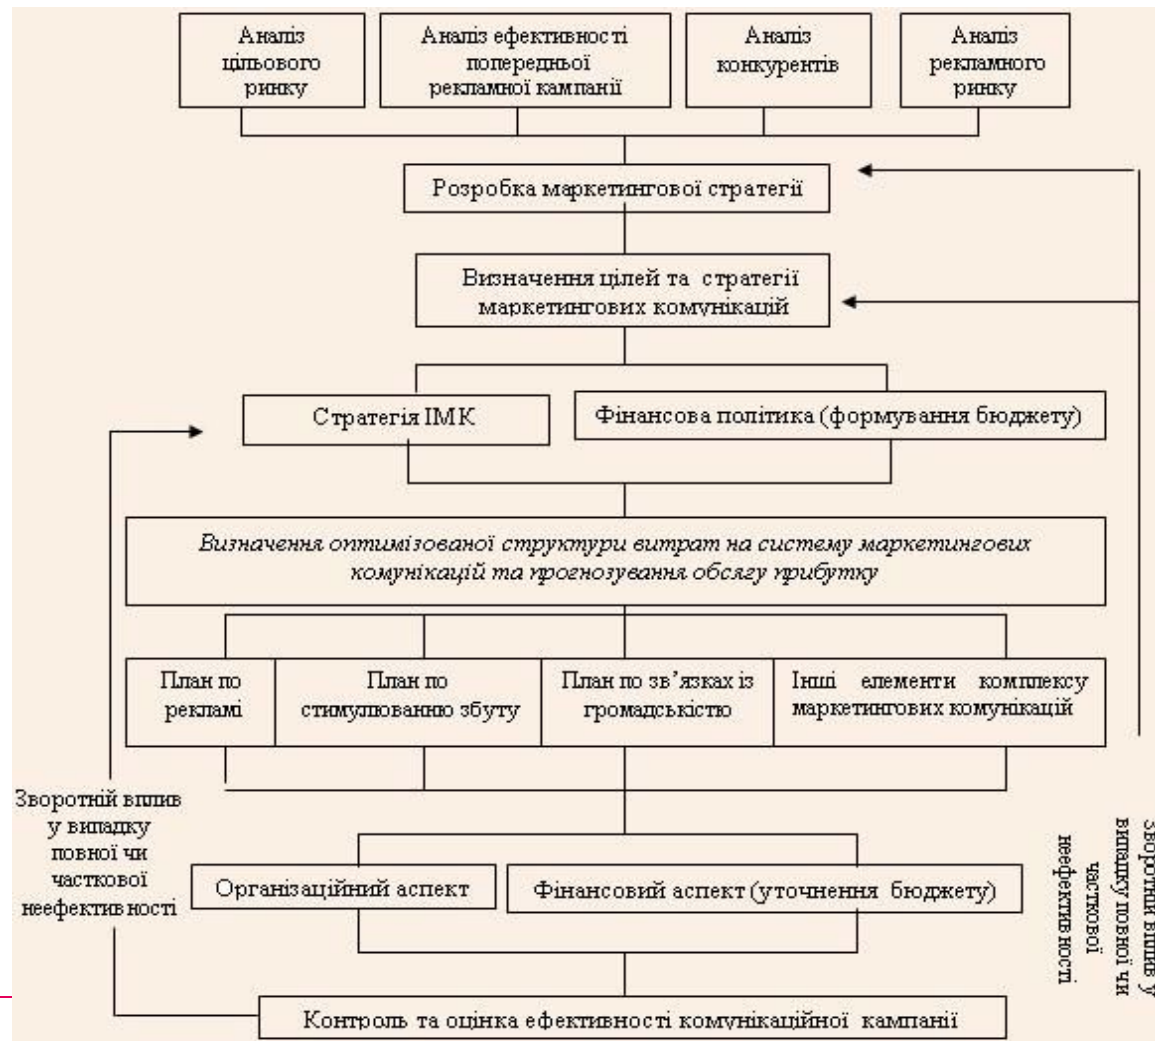 Аналіз
цільового
ринку
Аналіз ефективності
попередньої
рекламної кампанії
Аналіз
конкурентів
Аналіз
рекламного
ринку
Розробка маркетингової стратегії
Визначення цілей та стратегії
маркетингових комунікацій
Стратегія ІМК
Фінансова політика (формування бюджету)
Визначення оптимізованої структури витрат на систему маркетингових
комунікацій та прогнозування обсягу прибутку
План по
рекламі
План по
стимулюванню збуту
План по зв’язках із
громадськістю
Інші елементи комплексу
маркетингових комунікацій
Зворотній вплив
у випадку
повної чи
часткової
неефективності
Зворотній вплив у
випадку повної чи
часткової
неефективності
Організаційний аспект
Фінансовий аспект (уточнення бюджету)
Контроль та оцінка ефективності комунікаційної кампанії